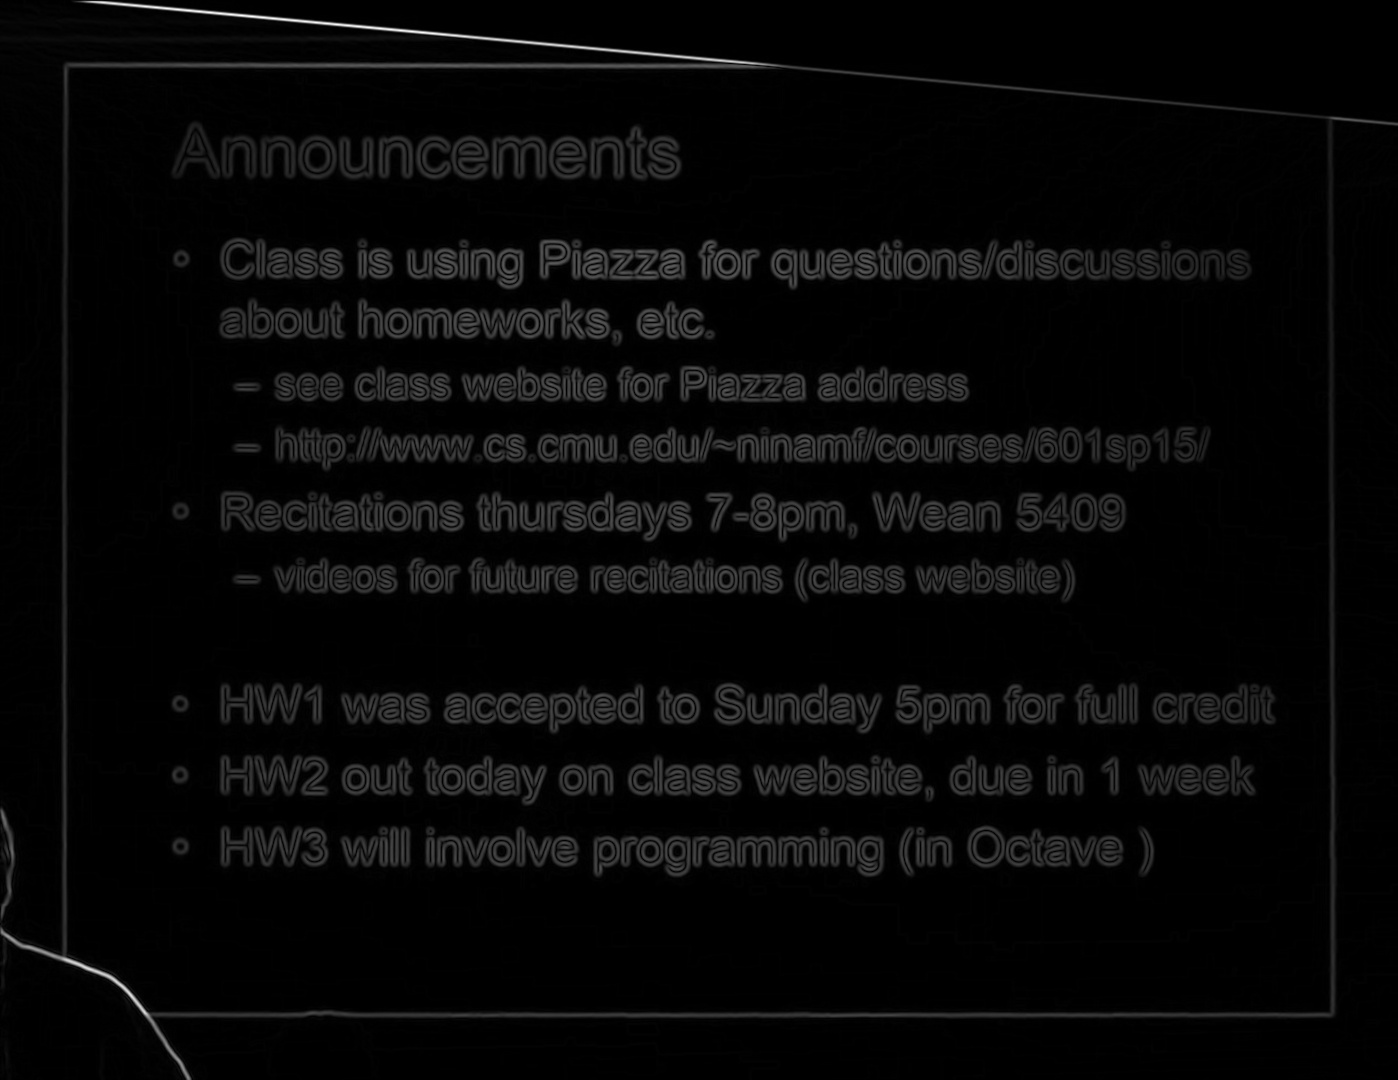 Announcements
• Class is using Piazza for questions/discussions
about homeworks, etc.
– see class website for Piazza address
– http://www.cs.cmu.edu/~ninamf/courses/601sp15/
• Recitations thursdays 7-8pm, Wean 5409
– videos for future recitations (class website)
• HW1 was accepted to Sunday 5pm for full credit
• HW2 out today on class website, due in 1 week
• HW3 will involve programming (in Octave )